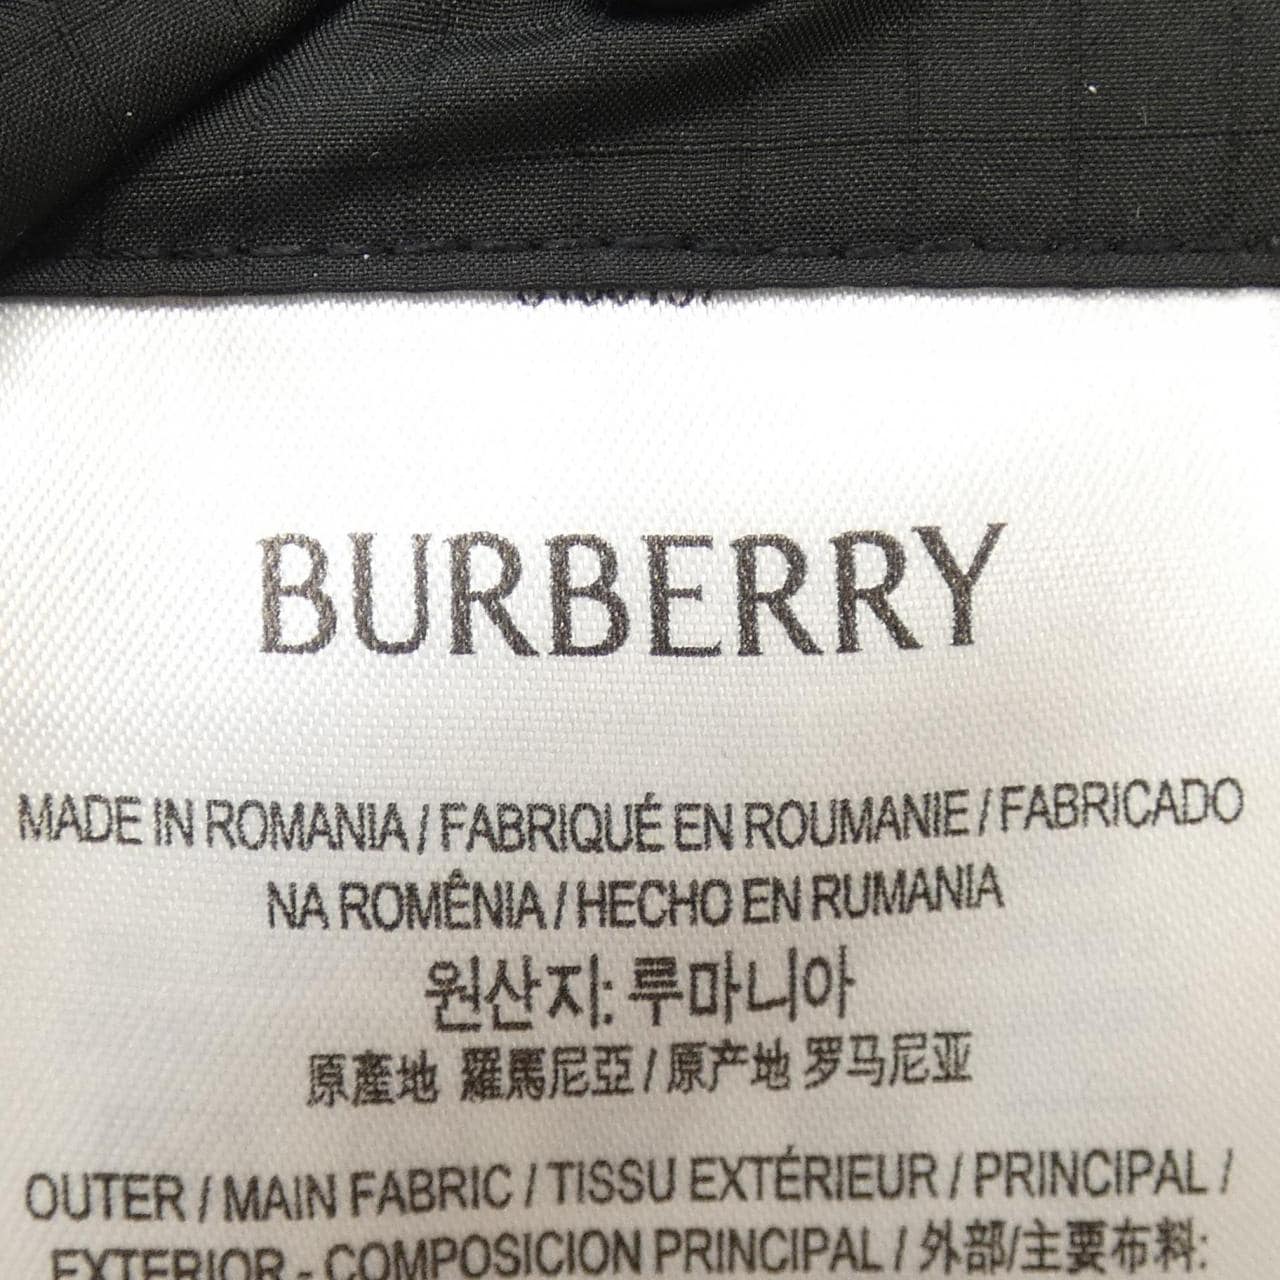 BURBERRY
MADE IN ROMANIA / FABRIQUÉ EN ROUMANIE / FABRICADO
NA ROMÊNIA / HECHO EN RUMANIA
원산지: 루마니아
原產地 羅馬尼亞 / 原产地 罗马尼亚
OUTER / MAIN FABRIC / TISSU EXTÉRIEUR / PRINCIPAL /
EXTERIOR - COMPOSICION PRINCIPAL / 外部/主要布料: